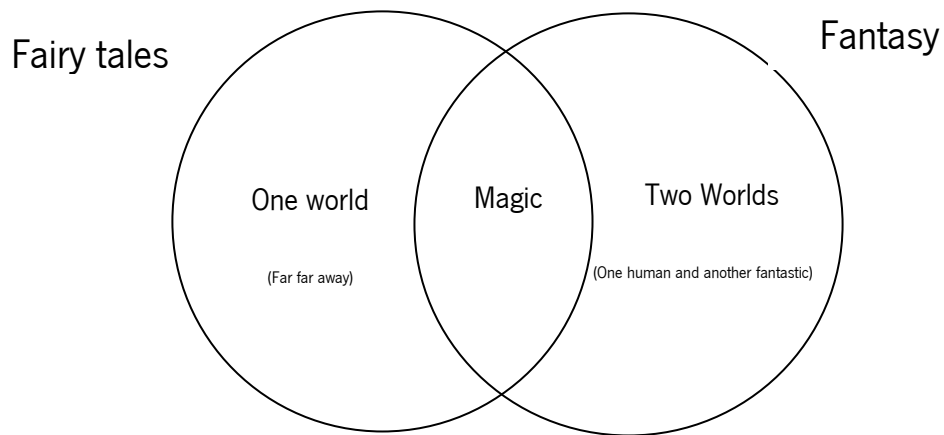 Fairy tales
Fantasy
One world
(Far far away)
Magic
Two Worlds
(One human and another fantastic)